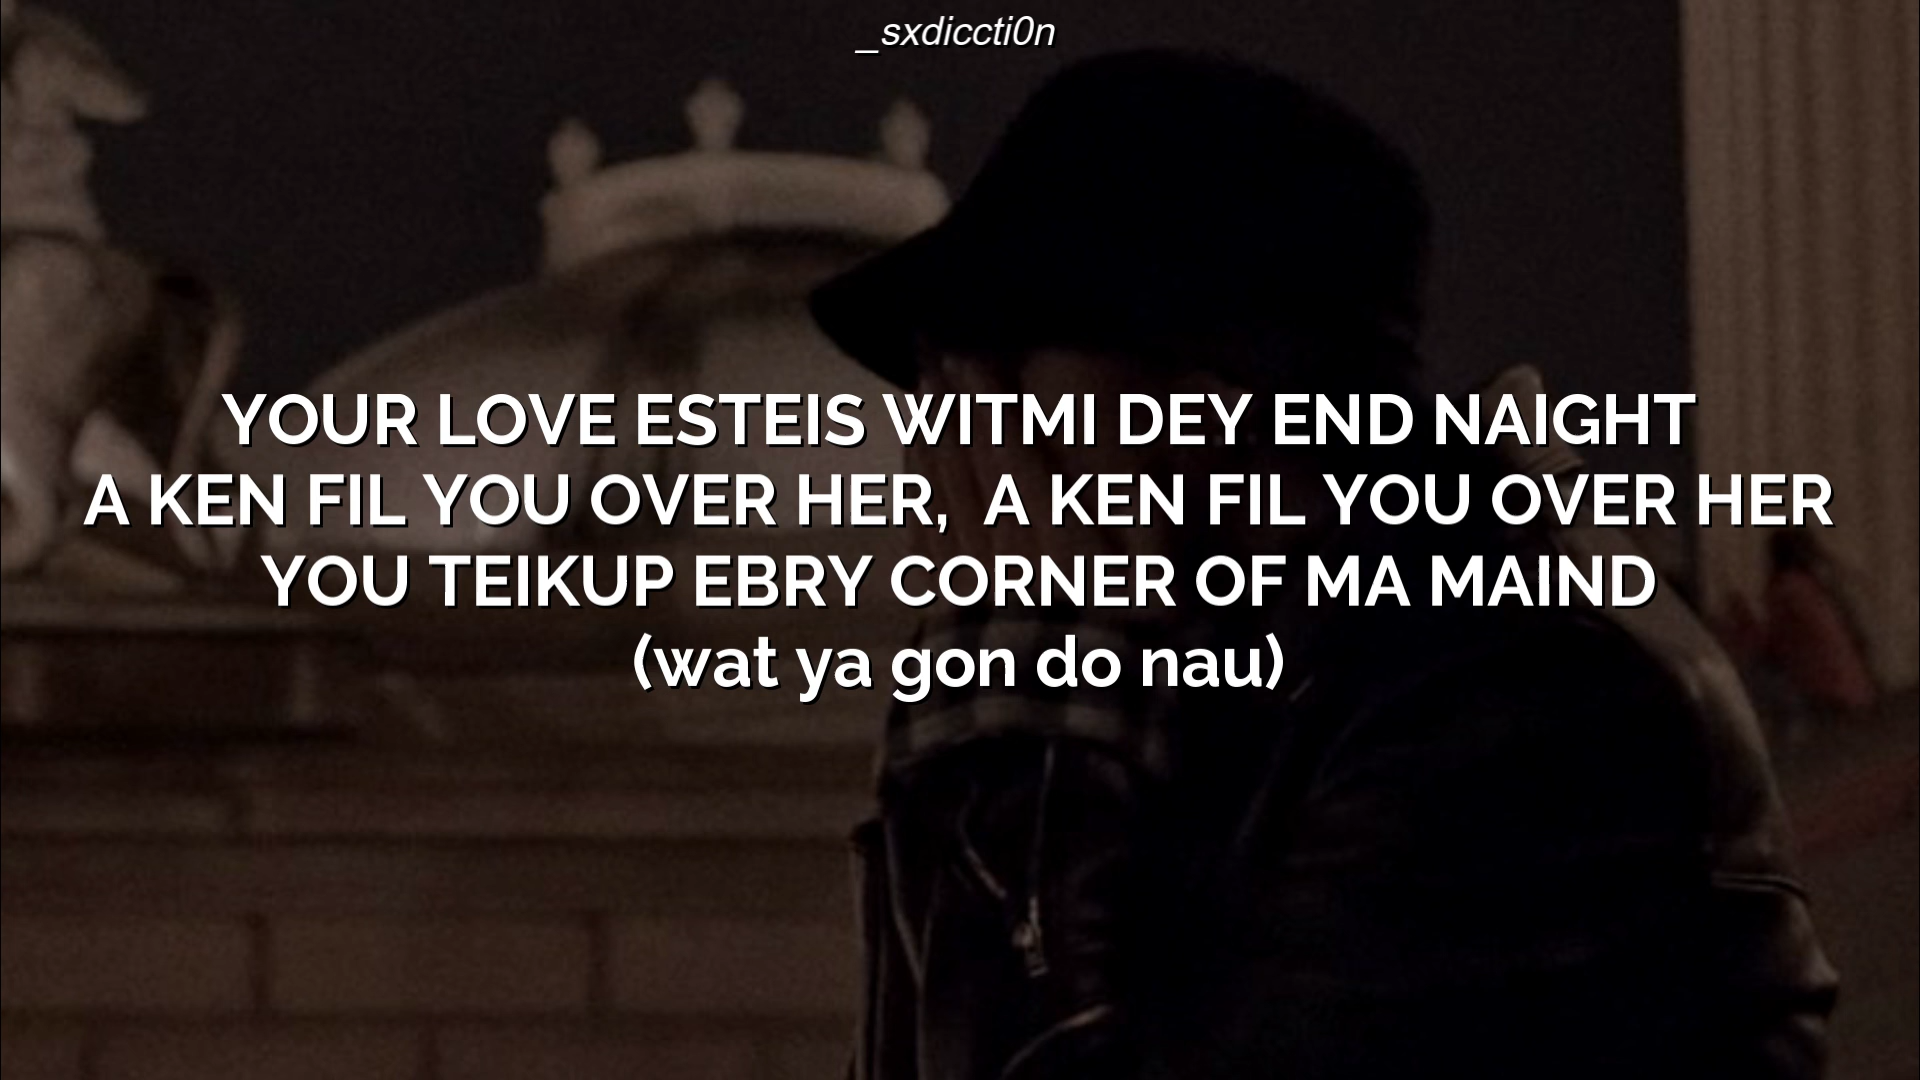 _sxdiccti0n
YOUR LOVE ESTEIS WITMI DEY END NAIGHT
A KEN FIL YOU OVER HER, A KEN FIL YOU OVER HER
YOU TEIKUP EBRY CORNER OF MA MAIND
(wat ya gon do nau)